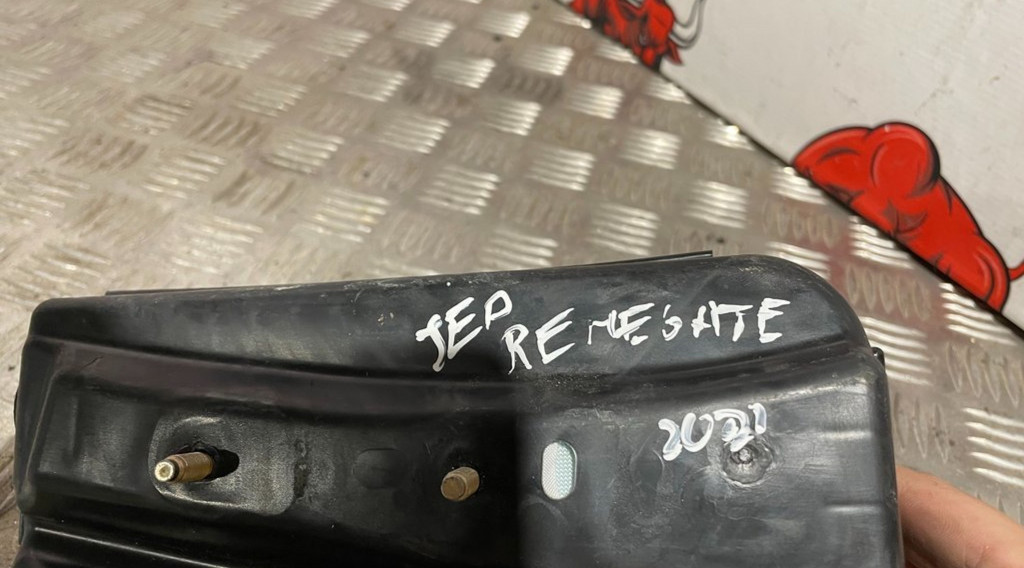 JEP
RENEGATE
2021